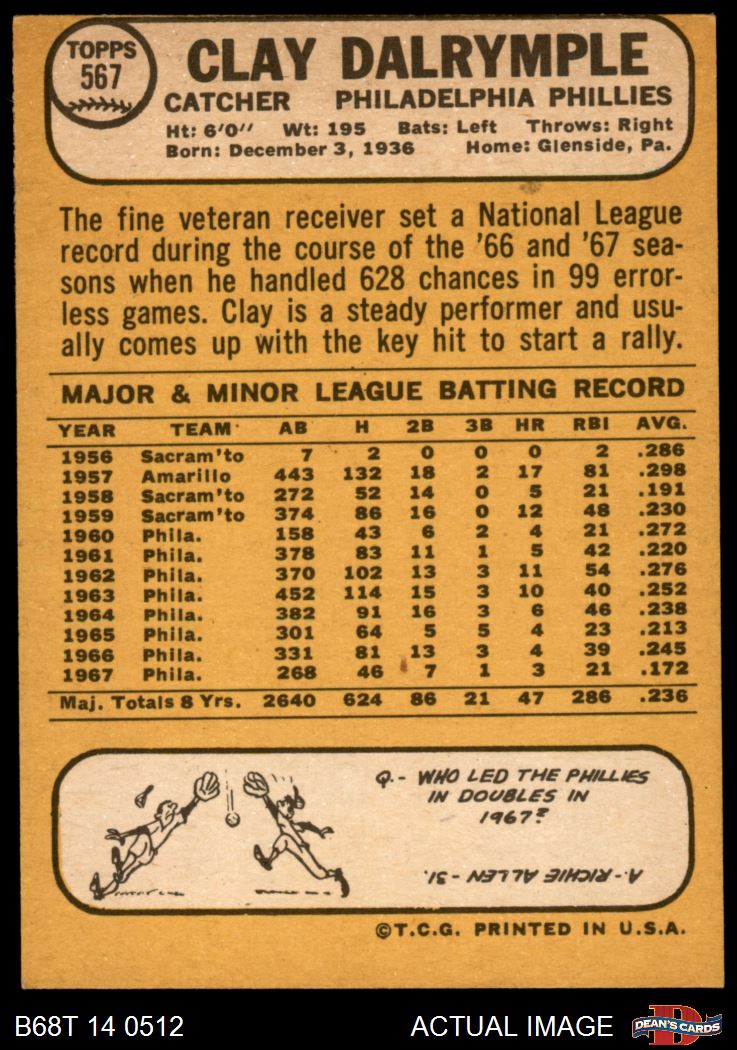 TOPPS
567
CLAY DALRYMPLE
CATCHER PHILADELPHIA PHILLIES
Ht: 6'0" Wt: 195 Bats: Left Throws: Right
Born: December 3, 1936 Home: Glenside, Pa.
The fine veteran receiver set a National League
record during the course of the '66 and '67 sea-
sons when he handled 628 chances in 99 error-
less games. Clay is a steady performer and usu-
ally comes up with the key hit to start a rally.
MAJOR & MINOR LEAGUE BATTING RECORD
YEAR TEAM AB H 2B 3B HR RBI AVG.
1956 Sacram'to 7 2 0 0 0 2 .286
1957 Amarillo 443 132 18 2 17 81 .298
1958 Sacram'to 272 52 14 0 5 21 .191
1959 Sacram'to 374 86 16 0 12 48 .230
1960 Phila. 158 43 6 2 4 21 .272
1961 Phila. 378 83 11 1 5 42 .220
1962 Phila. 370 102 13 3 11 54 .276
1963 Phila. 452 114 15 3 10 40 .252
1964 Phila. 382 91 16 3 6 46 .238
1965 Phila. 301 64 5 5 4 23 .213
1966 Phila. 331 81 13 3 4 39 .245
1967 Phila. 268 46 7 1 3 21 .172
Maj. Totals 8 Yrs. 2640 624 86 21 47 286 .236
Q.- WHO LED THE PHILLIES
IN DOUBLES IN
1967?
A.- RICHIE ALLEN - 31.
©T.C.G. PRINTED IN U.S.A.
B68T 14 0512 ACTUAL IMAGE DEAN'S CARDS